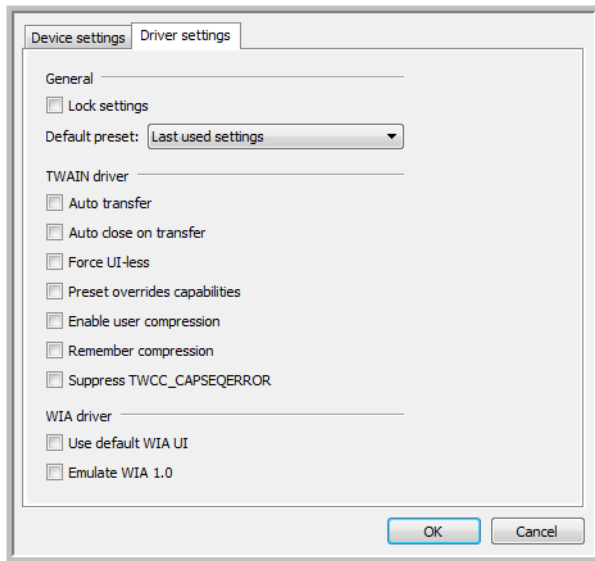 Device settings
Driver settings
General
Lock settings
Default preset: Last used settings
TWAIN driver
Auto transfer
Auto close on transfer
Force UI-less
Preset overrides capabilities
Enable user compression
Remember compression
Suppress TWCC_CAPSEQERROR
WIA driver
Use default WIA UI
Emulate WIA 1.0
OK
Cancel